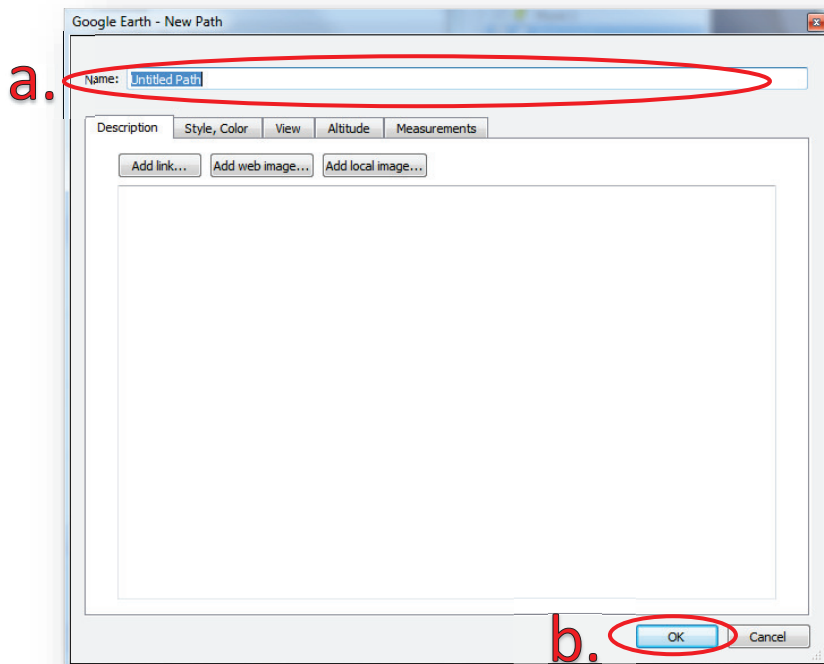 Google Earth - New Path
a.
Name: Untitled Path
Description Style, Color View Altitude Measurements
Add link... Add web image... Add local image...
b.
OK Cancel